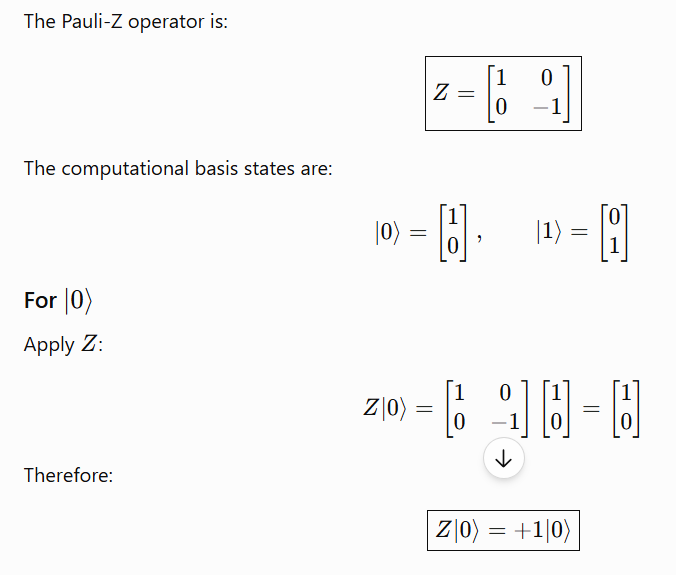 The Pauli-Z operator is:
Z = [1 0; 0 −1]
The computational basis states are:
|0⟩ = [1; 0], |1⟩ = [0; 1]
For |0⟩
Apply Z:
Z|0⟩ = [1 0; 0 −1] [1; 0] = [1; 0]
Therefore:
Z|0⟩ = +1|0⟩